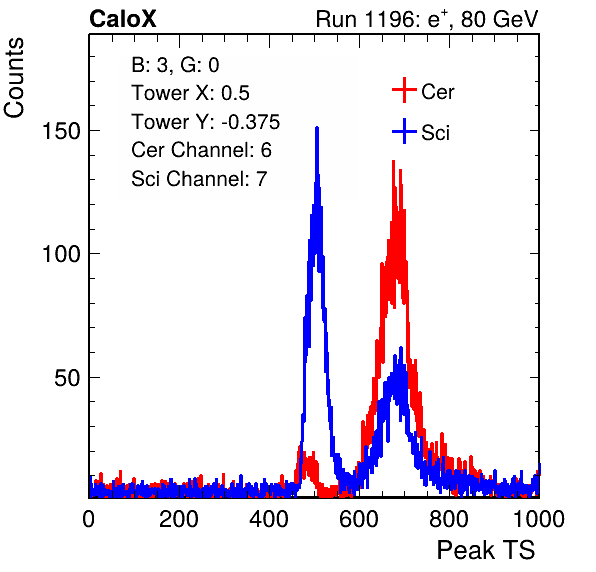 CaloX Run 1196: e⁺, 80 GeV
Counts
B: 3, G: 0
Tower X: 0.5
Tower Y: -0.375
Cer Channel: 6
Sci Channel: 7
Cer
Sci
150
100
50
0 200 400 600 800 1000
Peak TS